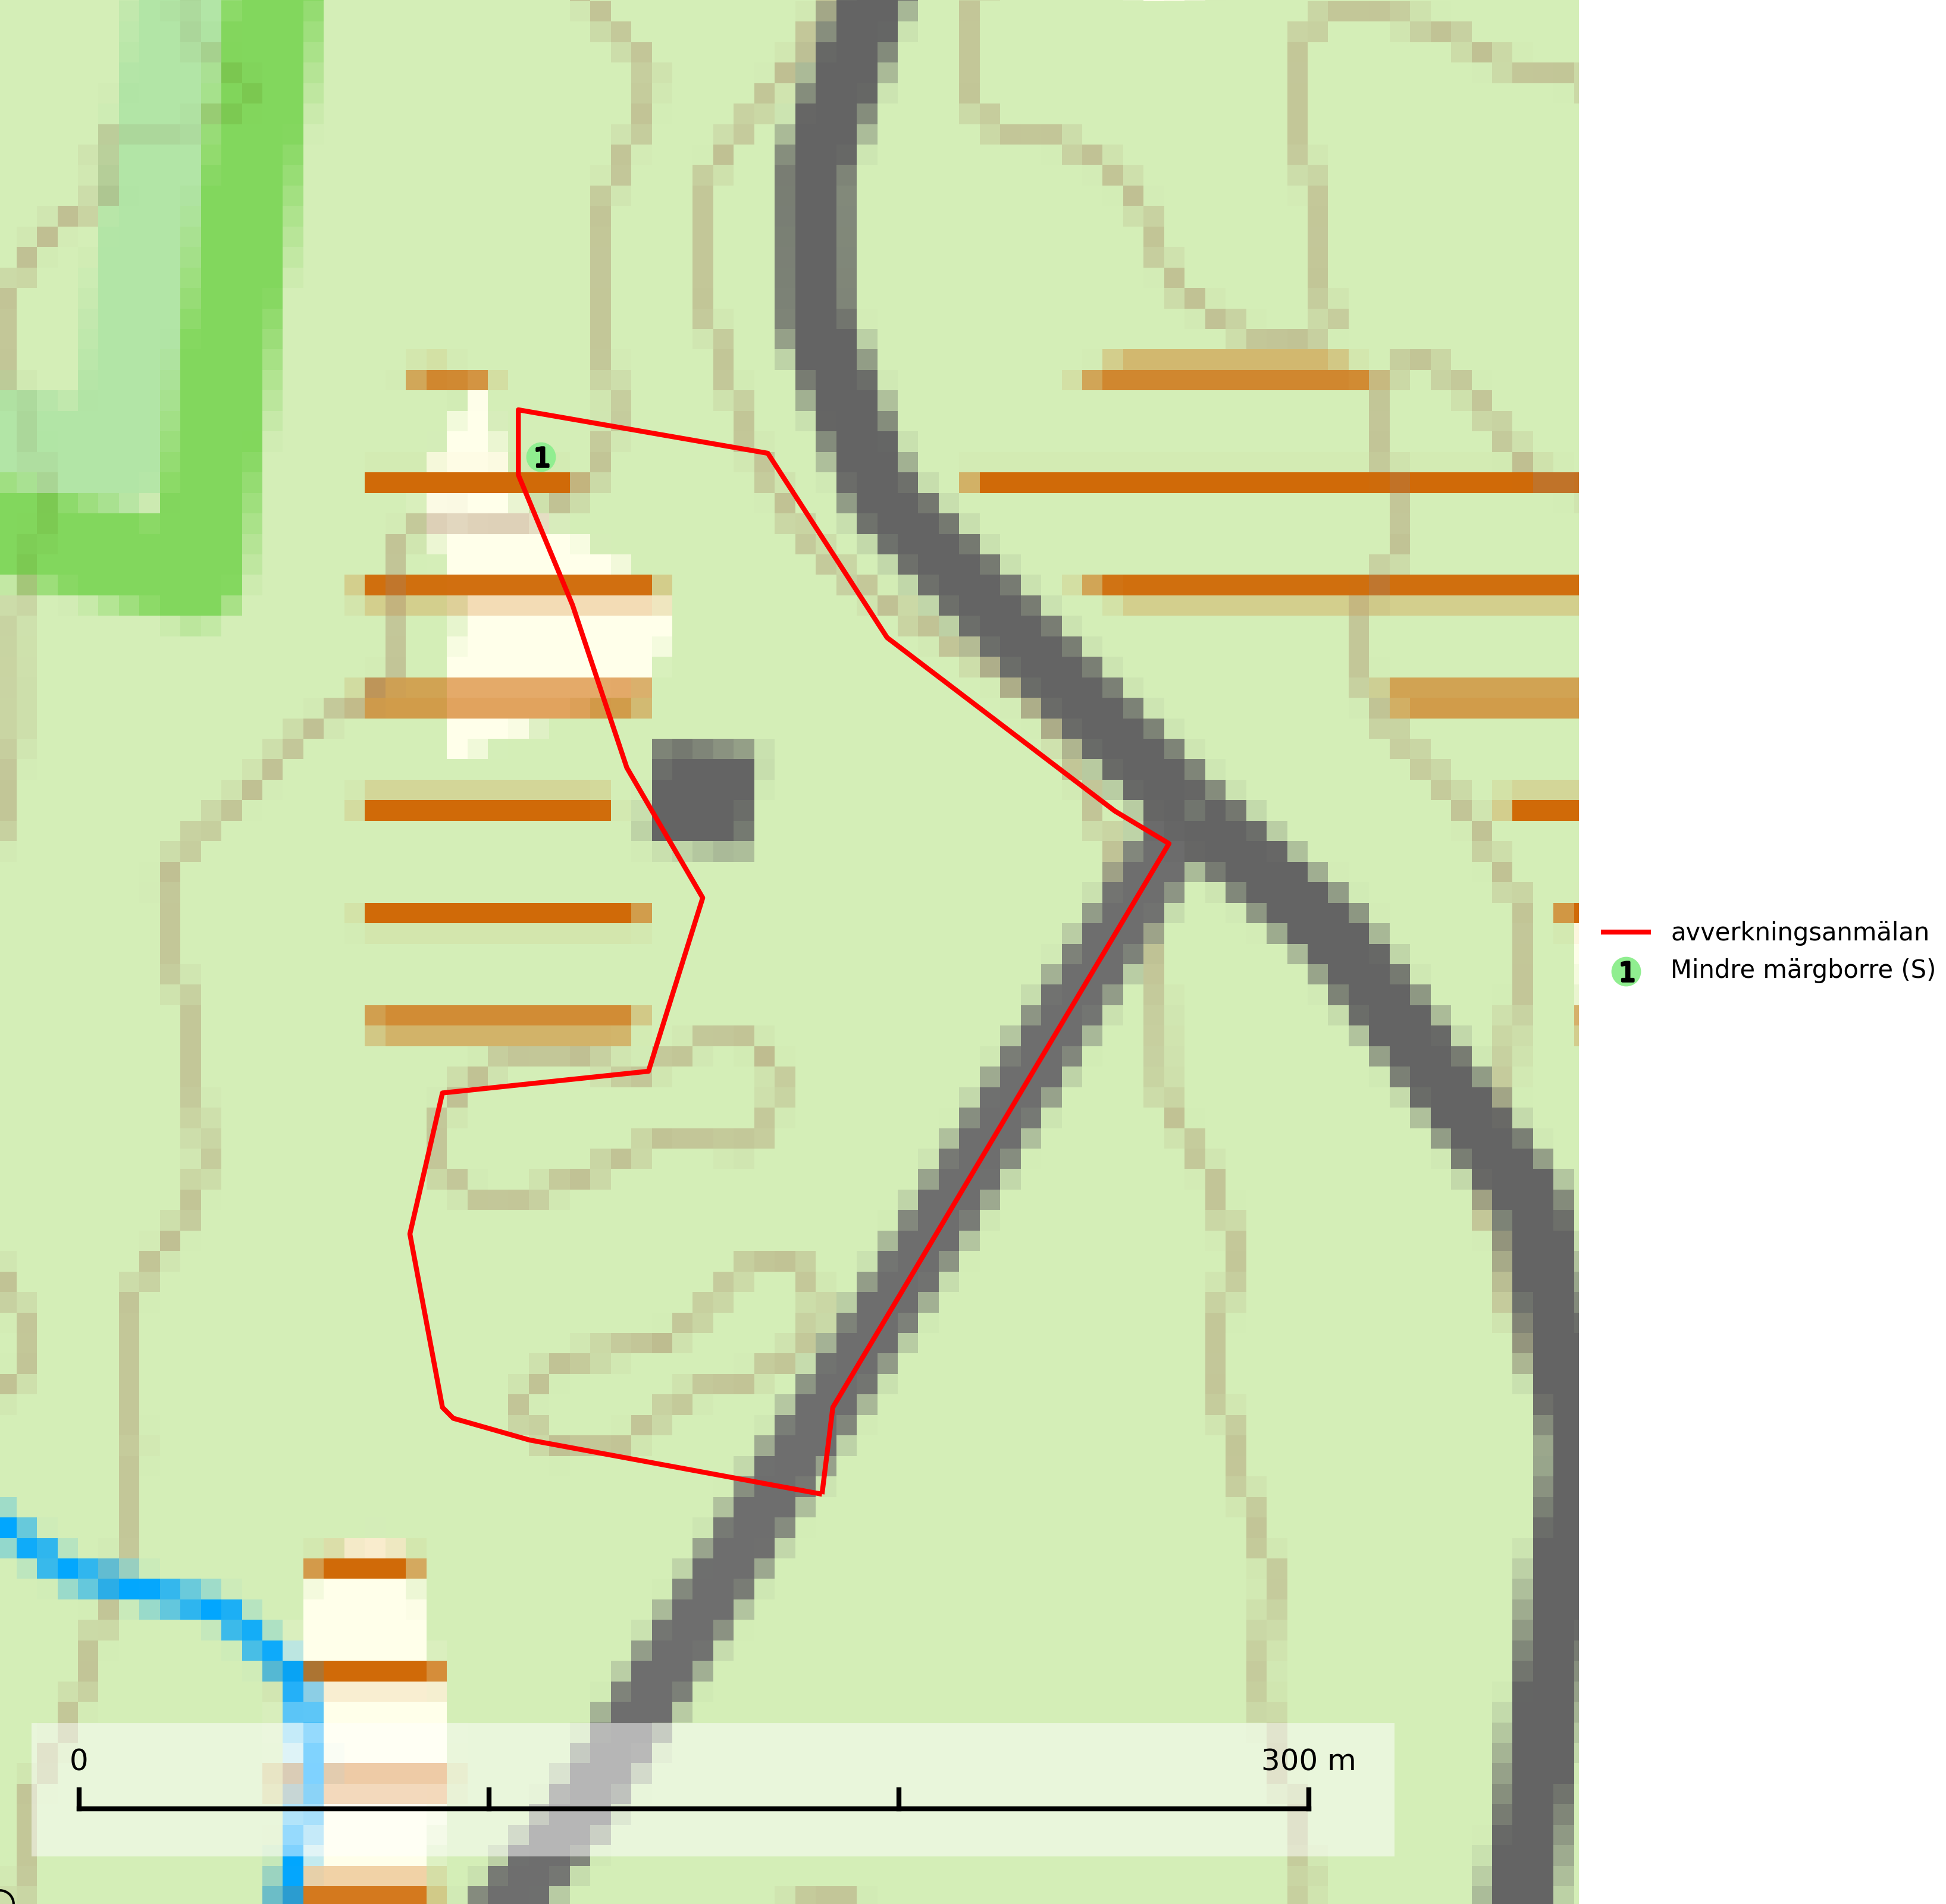 1
avverkningsanmälan
1 Mindre märgborre (S)
0 300 m